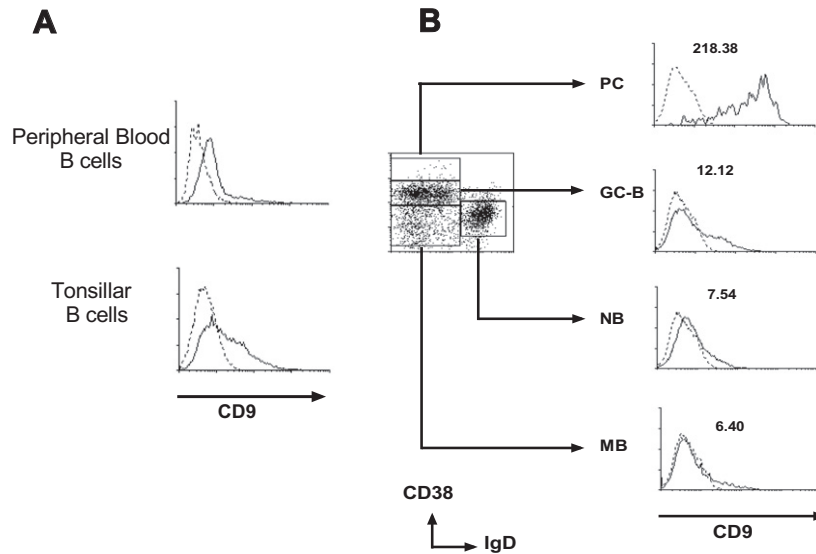 A
B
Peripheral Blood
B cells
Tonsillar
B cells
CD9
PC
218.38
GC-B
12.12
NB
7.54
MB
6.40
CD38
IgD
CD9